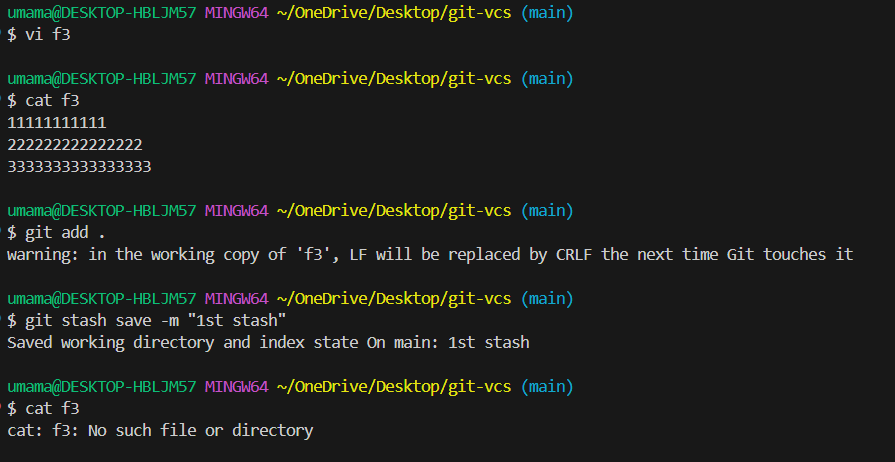 umama@DESKTOP-HBLJM57 MINGW64 ~/OneDrive/Desktop/git-vcs (main)
$ vi f3
umama@DESKTOP-HBLJM57 MINGW64 ~/OneDrive/Desktop/git-vcs (main)
$ cat f3
11111111111
222222222222222
3333333333333333
umama@DESKTOP-HBLJM57 MINGW64 ~/OneDrive/Desktop/git-vcs (main)
$ git add .
warning: in the working copy of 'f3', LF will be replaced by CRLF the next time Git touches it
umama@DESKTOP-HBLJM57 MINGW64 ~/OneDrive/Desktop/git-vcs (main)
$ git stash save -m "1st stash"
Saved working directory and index state On main: 1st stash
umama@DESKTOP-HBLJM57 MINGW64 ~/OneDrive/Desktop/git-vcs (main)
$ cat f3
cat: f3: No such file or directory